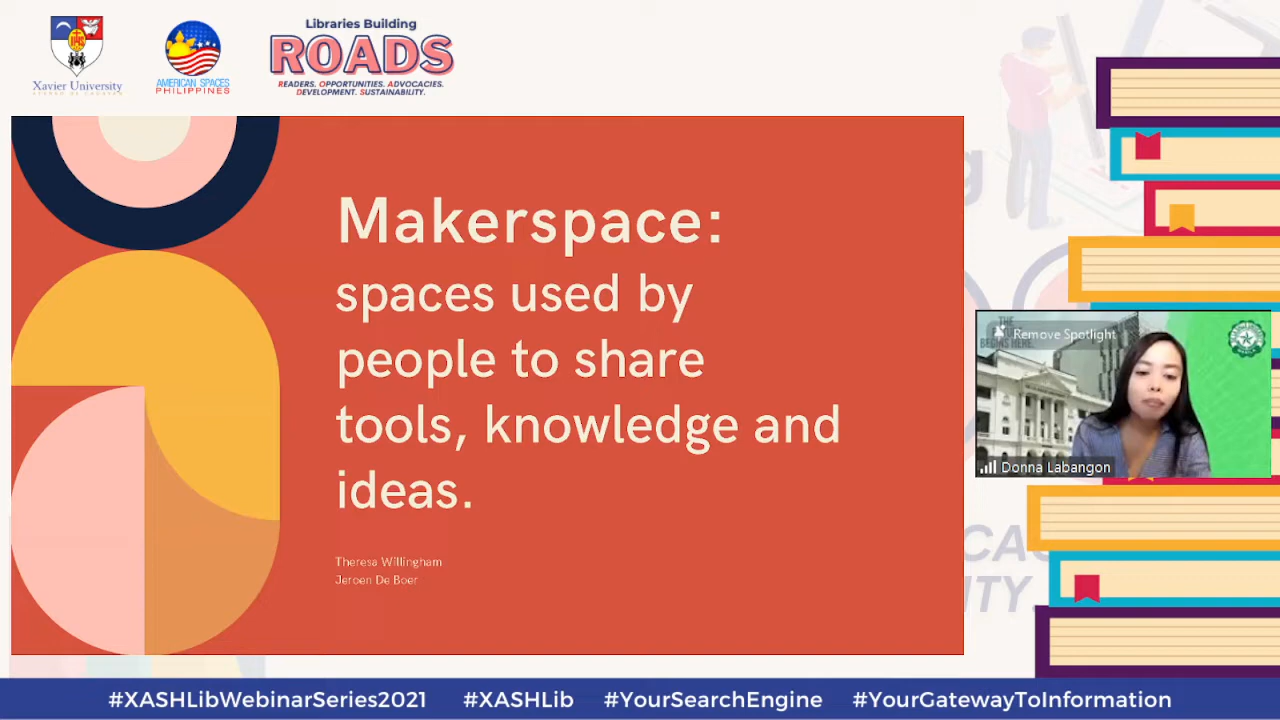 Xavier University
AMERICAN SPACES
PHILIPPINES
Libraries Building
ROADS
READERS. OPPORTUNITIES. ADVOCACIES.
DEVELOPMENT. SUSTAINABILITY.
Makerspace:
spaces used by
people to share
tools, knowledge and
ideas.
Theresa Willingham
Jeroen De Boer
Remove Spotlight
Donna Labangon
#XASHLibWebinarSeries2021 #XASHLib #YourSearchEngine #YourGatewayToInformation